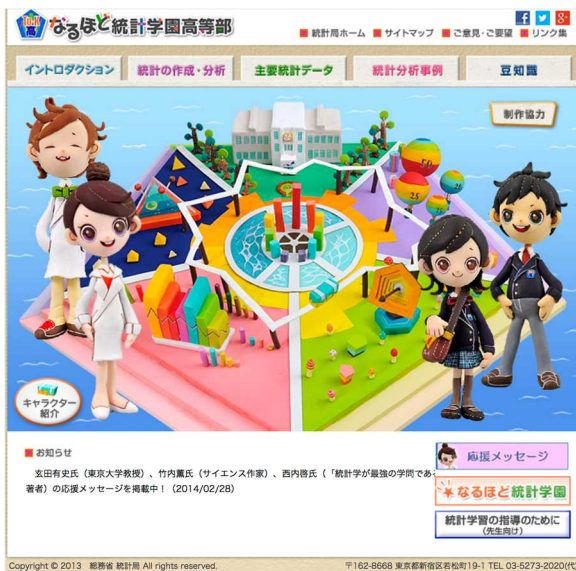 なるほど統計学園高等部
統計局ホーム サイトマップ ご意見・ご要望 リンク集
イントロダクション 統計の作成・分析 主要統計データ 統計分析事例 豆知識
制作協力
キャラクター
紹介
お知らせ
玄田有史氏（東京大学教授）、竹内薫氏（サイエンス作家）、西内啓氏（「統計学が最強の学問であ
著者）の応援メッセージを掲載中！（2014/02/28）
応援メッセージ
なるほど統計学園
統計学習の指導のために
（先生向け）
Copyright © 2013 総務省 統計局 All rights reserved.
〒162-8668 東京都新宿区若松町19-1 TEL 03-5273-2020(代